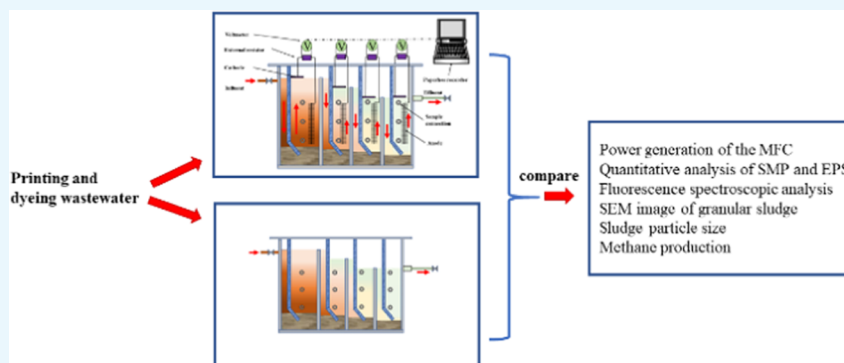 Voltmeter
V V V V
External resistor
Cathode
Influent
Paperless recorder
Effluent
Sample connection
Anode
Printing and
dyeing wastewater
compare
Power generation of the MFC
Quantitative analysis of SMP and EPS
Fluorescence spectroscopic analysis
SEM image of granular sludge
Sludge particle size
Methane production